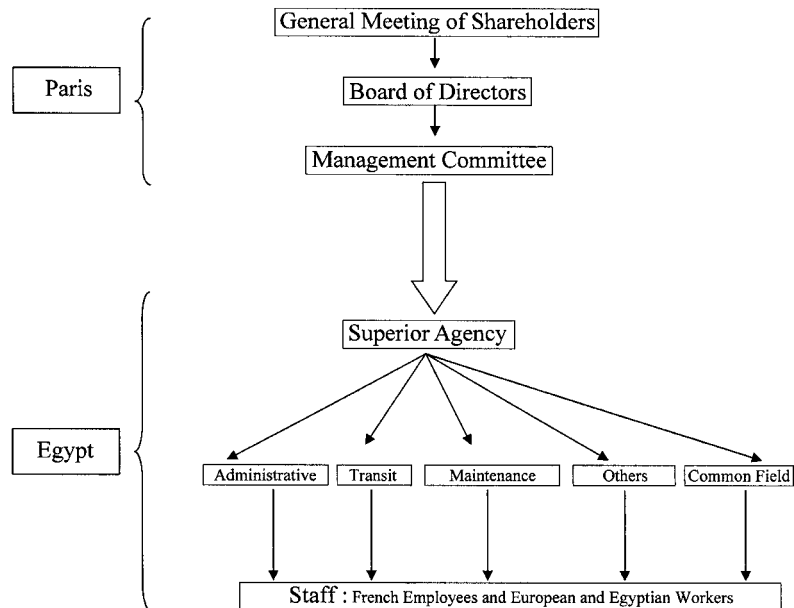 General Meeting of Shareholders
Paris
Board of Directors
Management Committee
Superior Agency
Egypt
Administrative
Transit
Maintenance
Others
Common Field
Staff : French Employees and European and Egyptian Workers